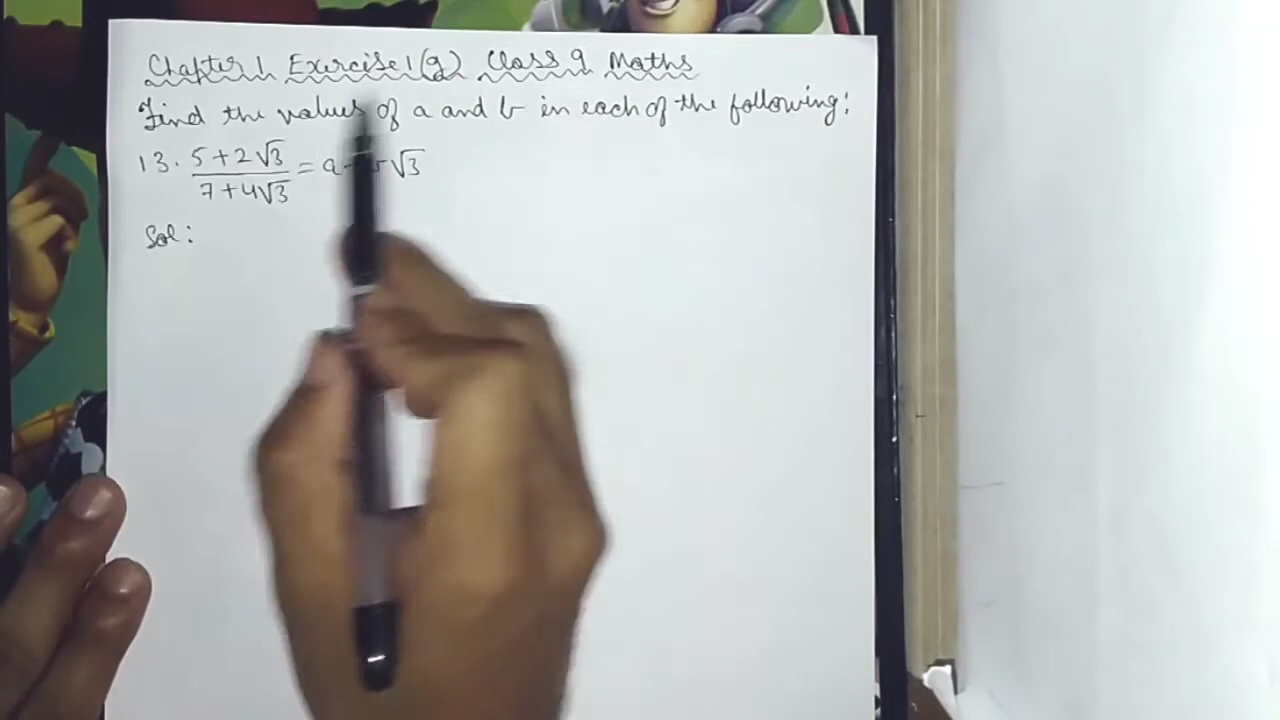 Chapter 1 Exercise 1(g) Class 9 Maths
Find the values of a and b in each of the following:
13. 5+2√3 / 7+4√3 = a √3
Sol: